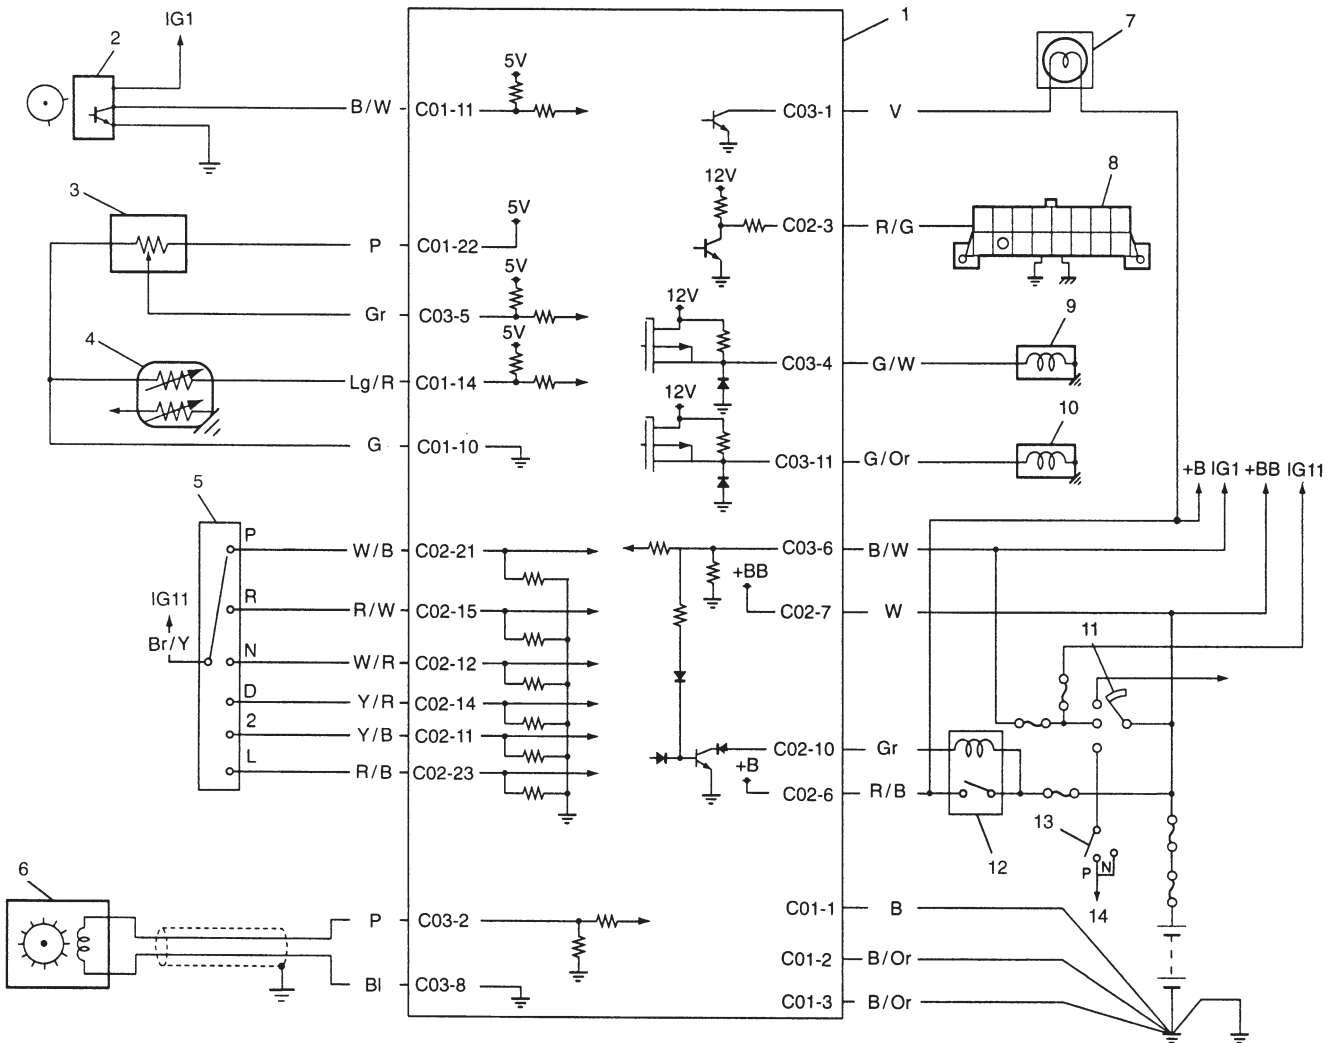 IG1
2
1
7
5V
B/W C01-11
C03-1 V
3
12V
8
5V
C02-3 R/G
P C01-22
5V
12V
9
Gr C03-5
5V
4
C03-4 G/W
Lg/R C01-14
12V
10
G C01-10
C03-11 G/Or
+B IG1 +BB IG11
5
P
W/B C02-21
C03-6 B/W
+BB
IG11
R
R/W C02-15
C02-7 W
11
Br/Y
N
W/R C02-12
D
Y/R C02-14
2
Y/B C02-11
C02-10 Gr
L
R/B C02-23
+B
C02-6 R/B
13
12
P N
6
14
P C03-2
C01-1 B
C01-2 B/Or
Bl C03-8
C01-3 B/Or